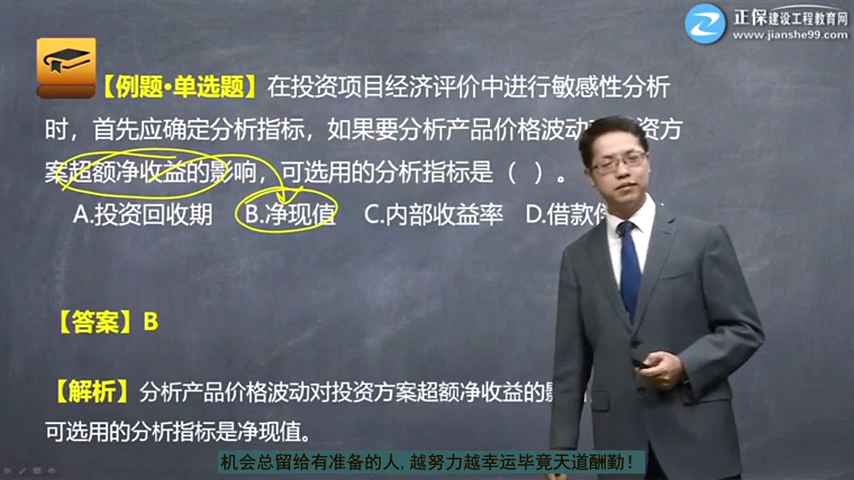 正保建设工程教育网
www.jianshe99.com
【例题•单选题】在投资项目经济评价中进行敏感性分析
时，首先应确定分析指标，如果要分析产品价格波动 资方
案超额净收益的影响，可选用的分析指标是（ ）。
A.投资回收期 B.净现值 C.内部收益率 D.借款
【答案】B
【解析】分析产品价格波动对投资方案超额净收益的
可选用的分析指标是净现值。
机会总留给有准备的人,越努力越幸运毕竟天道酬勤!